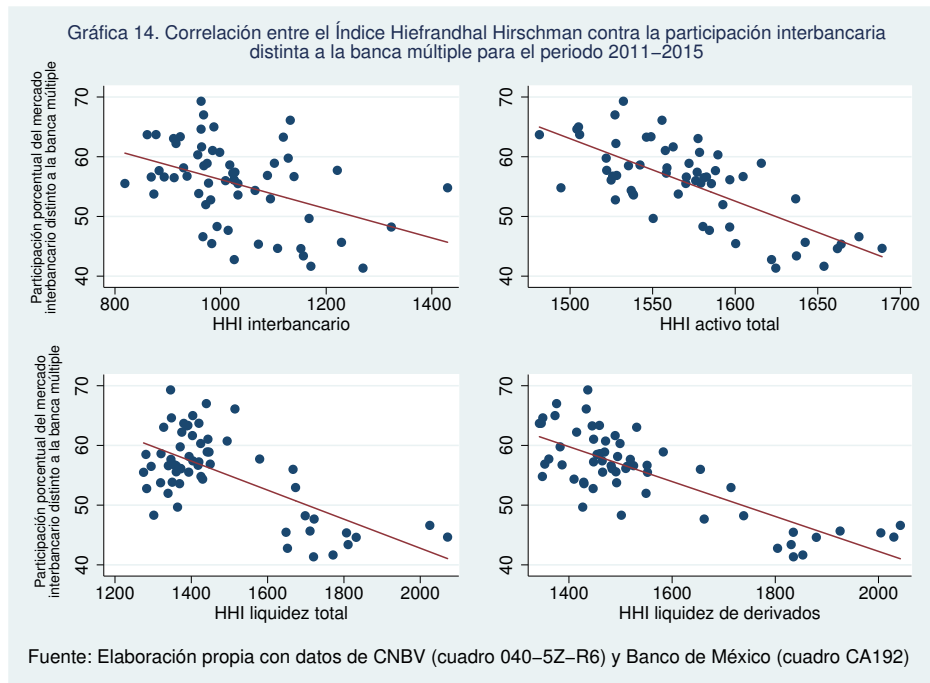 Gráfica 14. Correlación entre el Índice Hiefrandhal Hirschman contra la participación interbancaria
distinta a la banca múltiple para el periodo 2011−2015
Participación porcentual del mercado
interbancario distinto a la banca múltiple
70
60
50
40
800 1000 1200 1400
HHI interbancario
70
60
50
40
1500 1550 1600 1650 1700
HHI activo total
Participación porcentual del mercado
interbancario distinto a la banca múltiple
70
60
50
40
1200 1400 1600 1800 2000
HHI liquidez total
70
60
50
40
1400 1600 1800 2000
HHI liquidez de derivados
Fuente: Elaboración propia con datos de CNBV (cuadro 040−5Z−R6) y Banco de México (cuadro CA192)